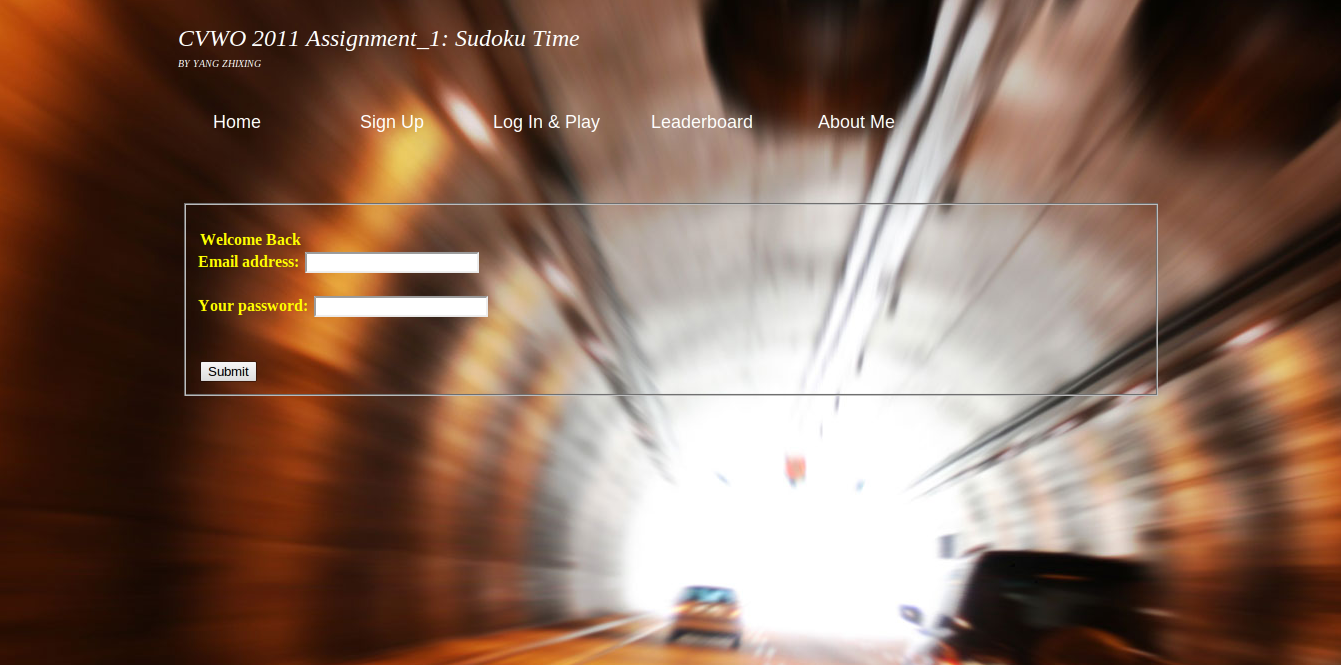 CVWO 2011 Assignment_1: Sudoku Time
BY YANG ZHIXING
Home Sign Up Log In & Play Leaderboard About Me
Welcome Back
Email address:
Your password:
Submit